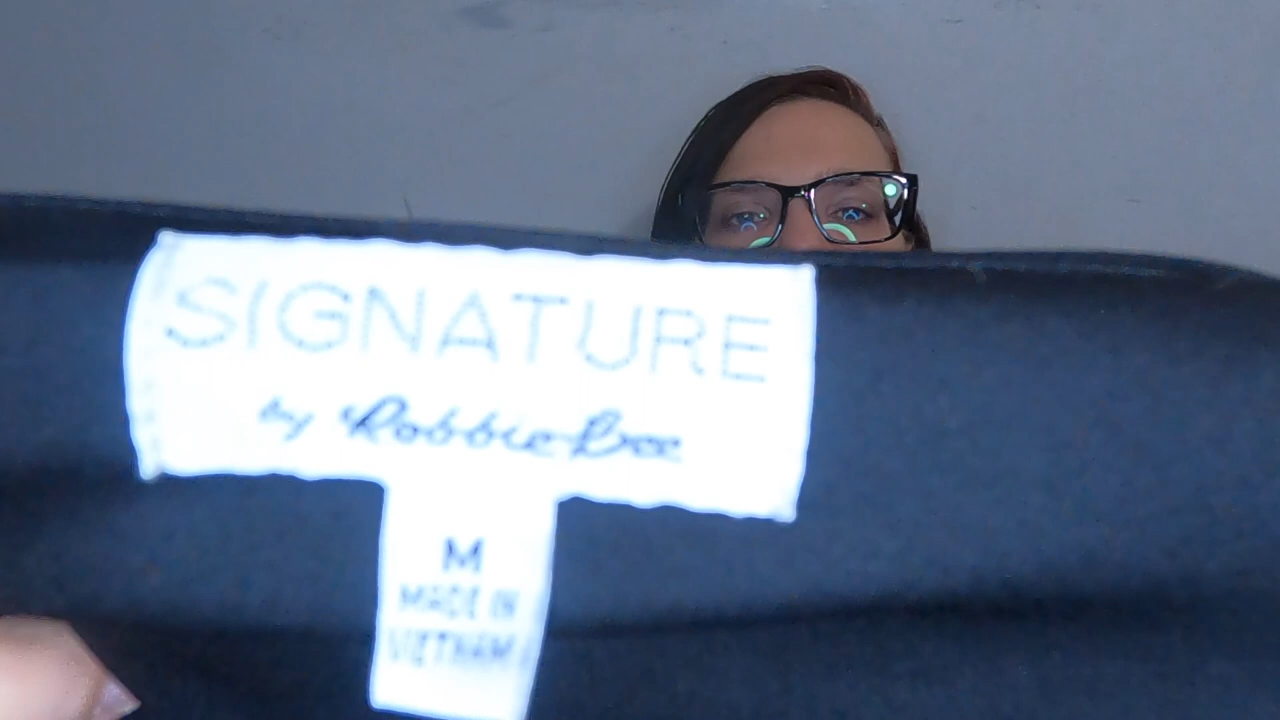 SIGNATURE
by Robbie Bee
M
MADE IN
VIETNAM